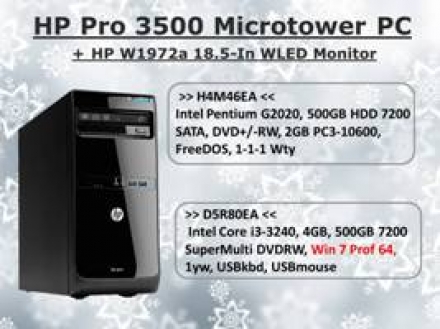 HP Pro 3500 Microtower PC
+ HP W1972a 18.5-In WLED Monitor
>> H4M46EA <<
Intel Pentium G2020, 500GB HDD 7200
SATA, DVD+/-RW, 2GB PC3-10600,
FreeDOS, 1-1-1 Wty
>> D5R80EA <<
Intel Core i3-3240, 4GB, 500GB 7200
SuperMulti DVDRW, Win 7 Prof 64,
1yw, USBkbd, USBmouse
hp